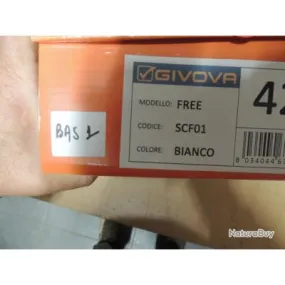 GIVOVA
42
MODELLO: FREE
CODICE: SCF01
COLORE: BIANCO
BAS 1
NaturaBuy